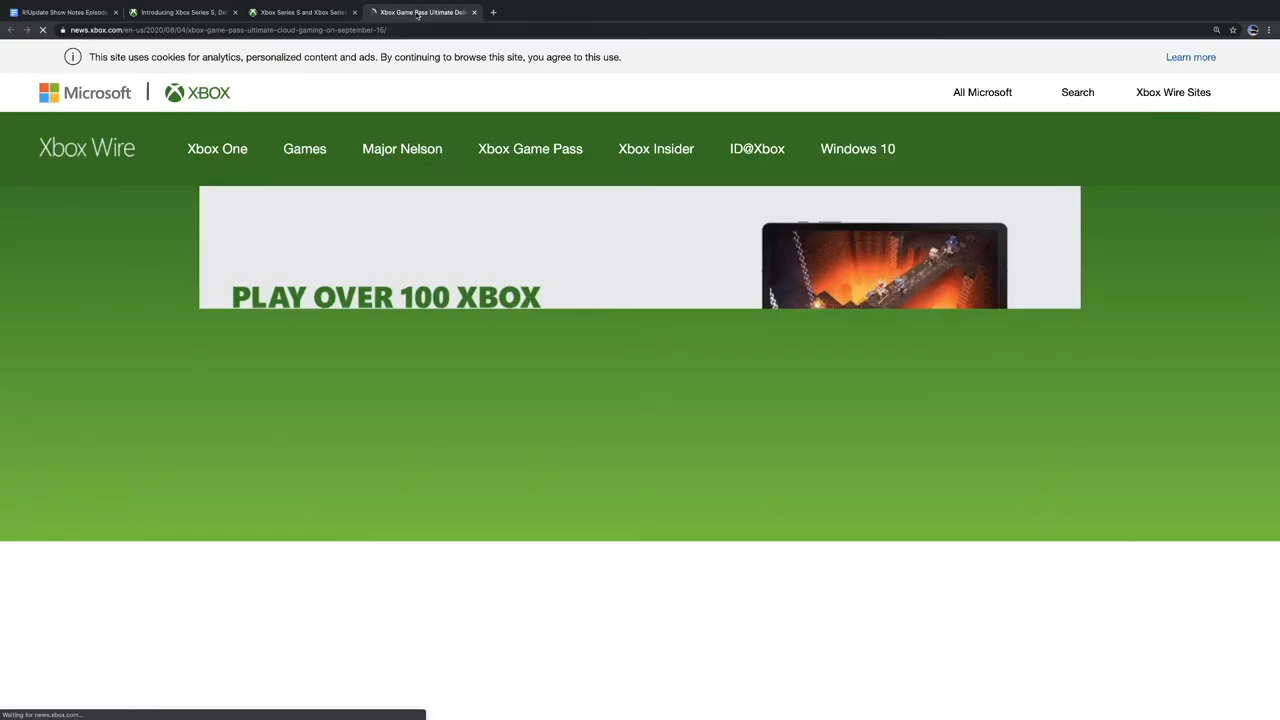 R!Update Show Notes Episode
Introducing Xbox Series S, Del
Xbox Series S and Xbox Series
Xbox Game Pass Ultimate Deli
news.xbox.com/en-us/2020/08/04/xbox-game-pass-ultimate-cloud-gaming-on-september-15/
This site uses cookies for analytics, personalized content and ads. By continuing to browse this site, you agree to this use.
Learn more
Microsoft
XBOX
All Microsoft
Search
Xbox Wire Sites
Xbox Wire
Xbox One
Games
Major Nelson
Xbox Game Pass
Xbox Insider
ID@Xbox
Windows 10
PLAY OVER 100 XBOX
Waiting for news.xbox.com...